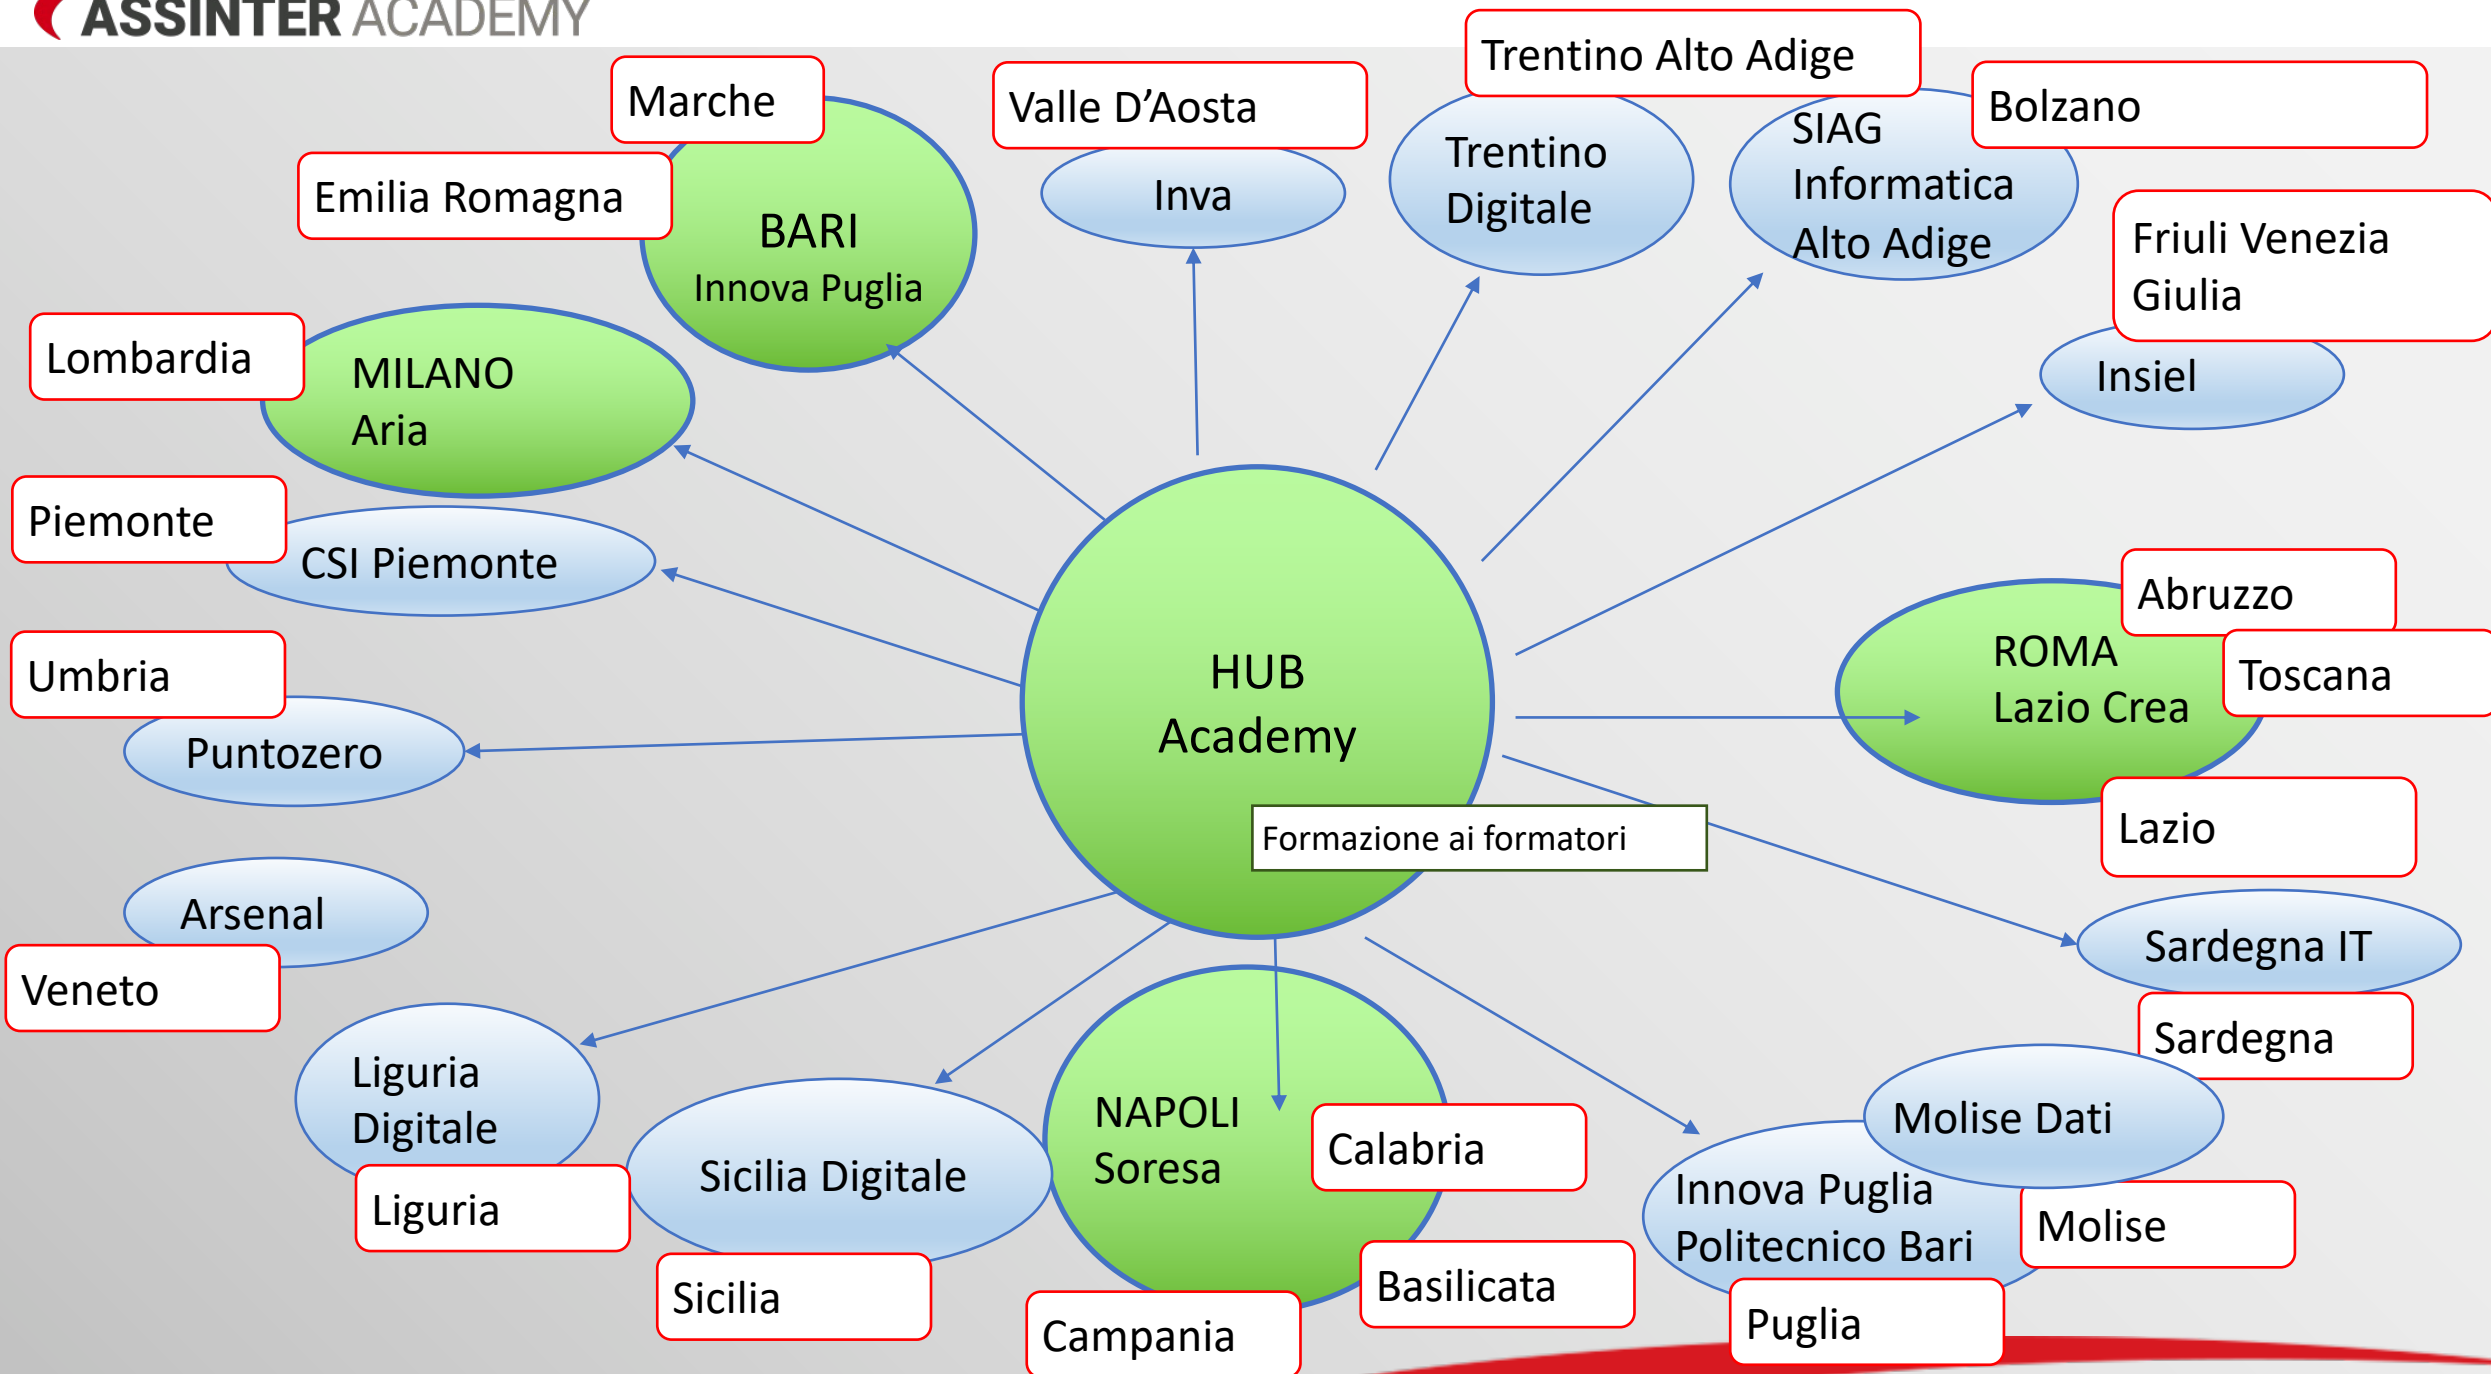 ASSINTER ACADEMY
Trentino Alto Adige
Marche
Valle D’Aosta
Bolzano
Emilia Romagna
BARI
Innova Puglia
Inva
Trentino
Digitale
SIAG
Informatica
Alto Adige
Friuli Venezia
Giulia
Insiel
Lombardia
MILANO
Aria
Piemonte
CSI Piemonte
Umbria
Puntozero
HUB
Academy
Formazione ai formatori
Abruzzo
ROMA
Lazio Crea
Toscana
Lazio
Arsenal
Veneto
Sardegna IT
Sardegna
Liguria
Digitale
Liguria
Sicilia Digitale
Sicilia
NAPOLI
Soresa
Calabria
Basilicata
Campania
Molise Dati
Innova Puglia
Politecnico Bari
Molise
Puglia